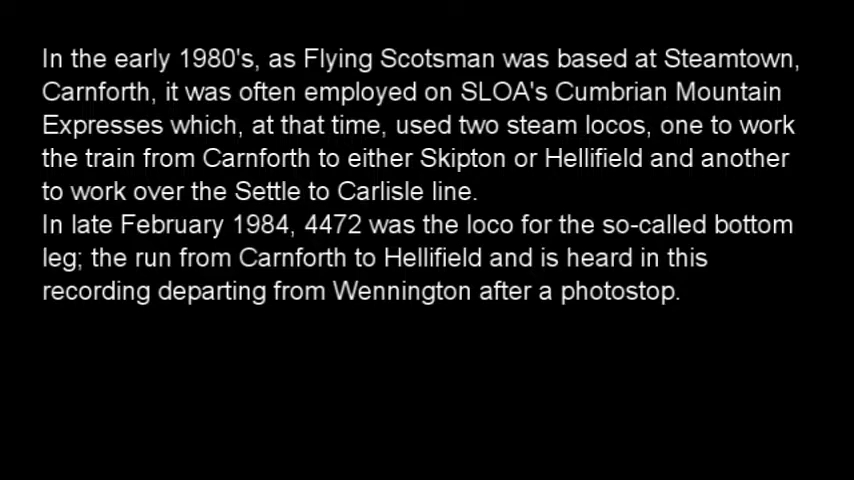 In the early 1980's, as Flying Scotsman was based at Steamtown,
Carnforth, it was often employed on SLOA's Cumbrian Mountain
Expresses which, at that time, used two steam locos, one to work
the train from Carnforth to either Skipton or Hellifield and another
to work over the Settle to Carlisle line.
In late February 1984, 4472 was the loco for the so-called bottom
leg; the run from Carnforth to Hellifield and is heard in this
recording departing from Wennington after a photostop.